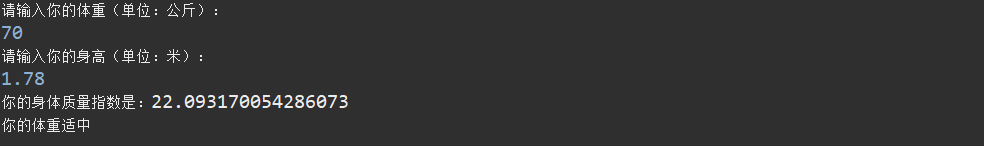 请输入你的体重（单位：公斤）：
70
请输入你的身高（单位：米）：
1.78
你的身体质量指数是：22.093170054286073
你的体重适中